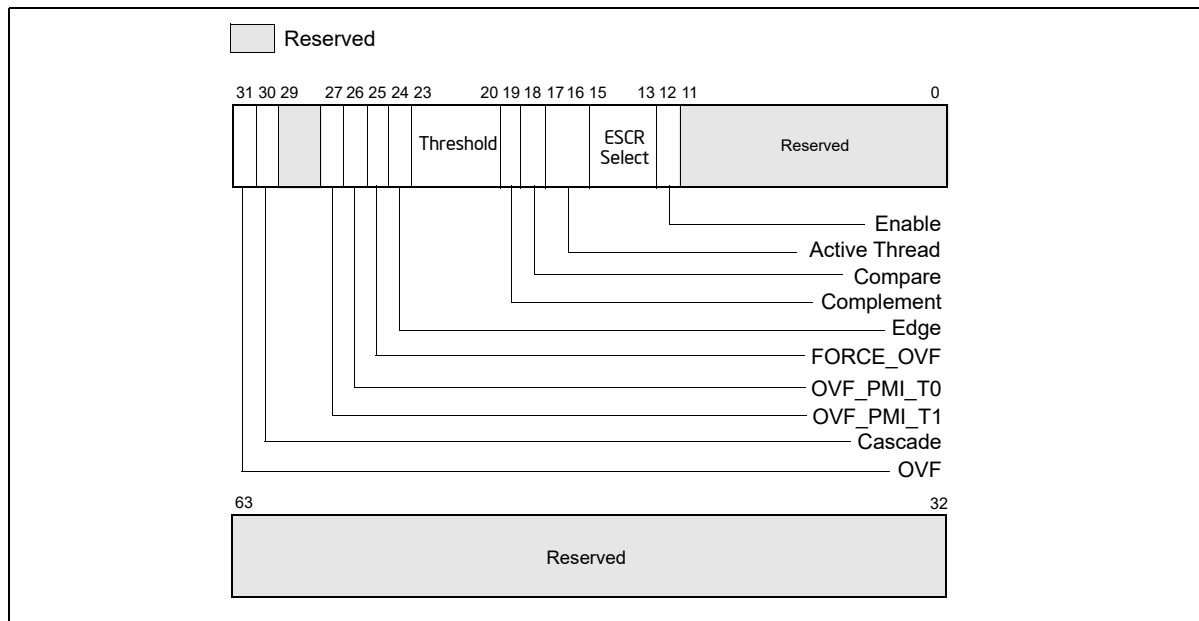 Reserved
31 30 29 27 26 25 24 23 20 19 18 17 16 15 13 12 11 0
Threshold
ESCR
Select
Reserved
Enable
Active Thread
Compare
Complement
Edge
FORCE_OVF
OVF_PMI_T0
OVF_PMI_T1
Cascade
OVF
63 32
Reserved